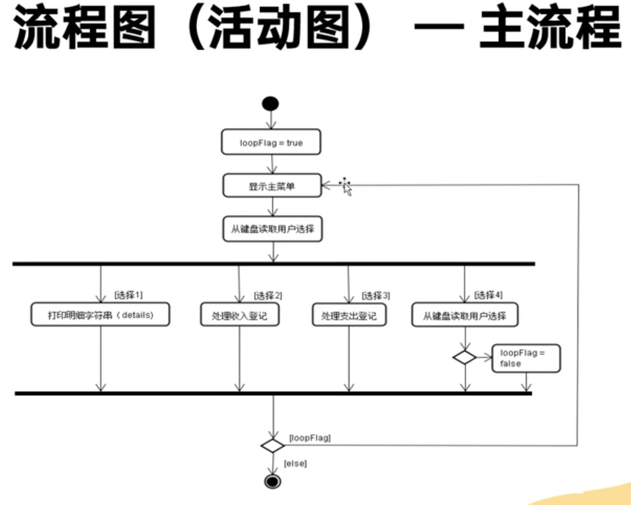 流程图（活动图） — 主流程
loopFlag = true
显示主菜单
从键盘读取用户选择
[选择1]
[选择2]
[选择3]
[选择4]
打印明细字符串（details）
处理收入登记
处理支出登记
从键盘读取用户选择
loopFlag =
false
[loopFlag]
[else]